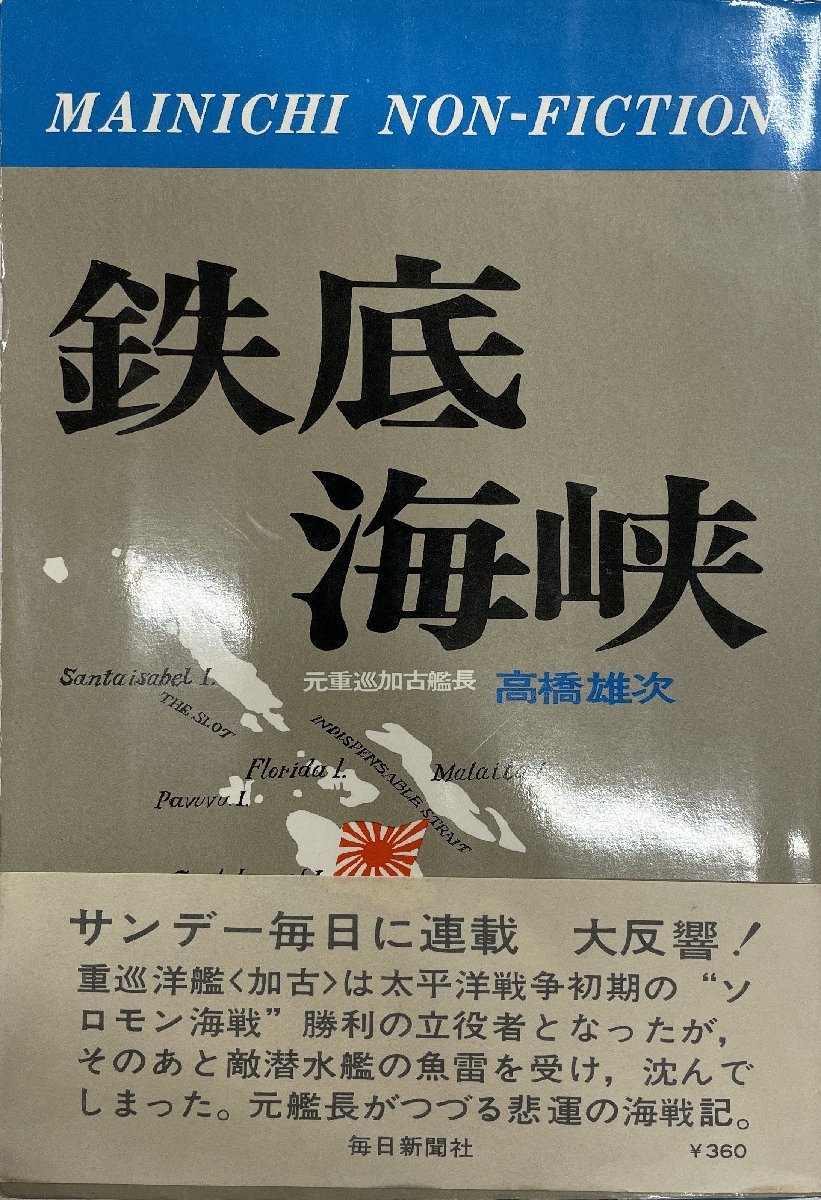 MAINICHI NON-FICTION
鉄底
海峡
元重巡加古艦長 高橋雄次
Santaisabel I.
THE SLOT
INDISPENSABLE STRAIT
Florida I.
Malaita
Pavuvu I.
サンデー毎日に連載 大反響!
重巡洋艦<加古>は太平洋戦争初期の“ソ
ロモン海戦”勝利の立役者となったが,
そのあと敵潜水艦の魚雷を受け,沈んで
しまった。元艦長がつづる悲運の海戦記。
毎日新聞社 ¥360